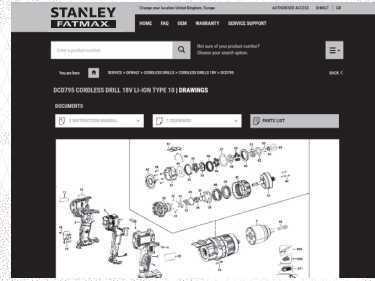 STANLEY
FATMAX
Change your location United Kingdom, Europe
AUTHORISED ACCESS
DEWALT | GB
HOME FAQ OEM WARRANTY SERVICE SUPPORT
Enter a product number
Not sure of your product number?
Choose your search option.
You are here
SERVICE > DEWALT > CORDLESS DRILLS > CORDLESS DRILLS 18V > DCD795
BACK <
DCD795 CORDLESS DRILL 18V LI-ION TYPE 10 | DRAWINGS
DOCUMENTS
2 INSTRUCTION MANUAL
1 DRAWINGS
PARTS LIST